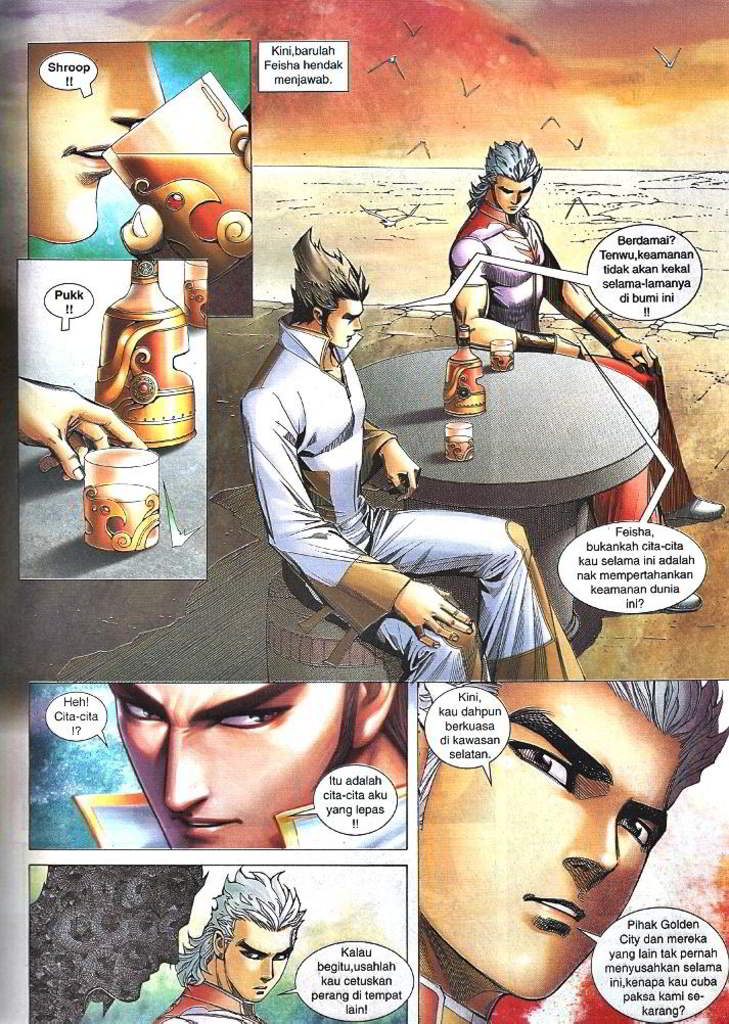 Shroop
!!
Kini,barulah
Feisha hendak
menjawab.
Pukk
!!
Berdamai?
Tenwu,keamanan
tidak akan kekal
selama-lamanya
di bumi ini
!!
Feisha,
bukankah cita-cita
kau selama ini adalah
nak mempertahankan
keamanan dunia
ini?
Heh!
Cita-cita
!?
Itu adalah
cita-cita aku
yang lepas
!!
Kini,
kau dahpun
berkuasa
di kawasan
selatan.
Kalau
begitu,usahlah
kau cetuskan
perang di tempat
lain!
Pihak Golden
City dan mereka
yang lain tak pernah
menyusahkan selama
ini,kenapa kau cuba
paksa kami se-
karang?